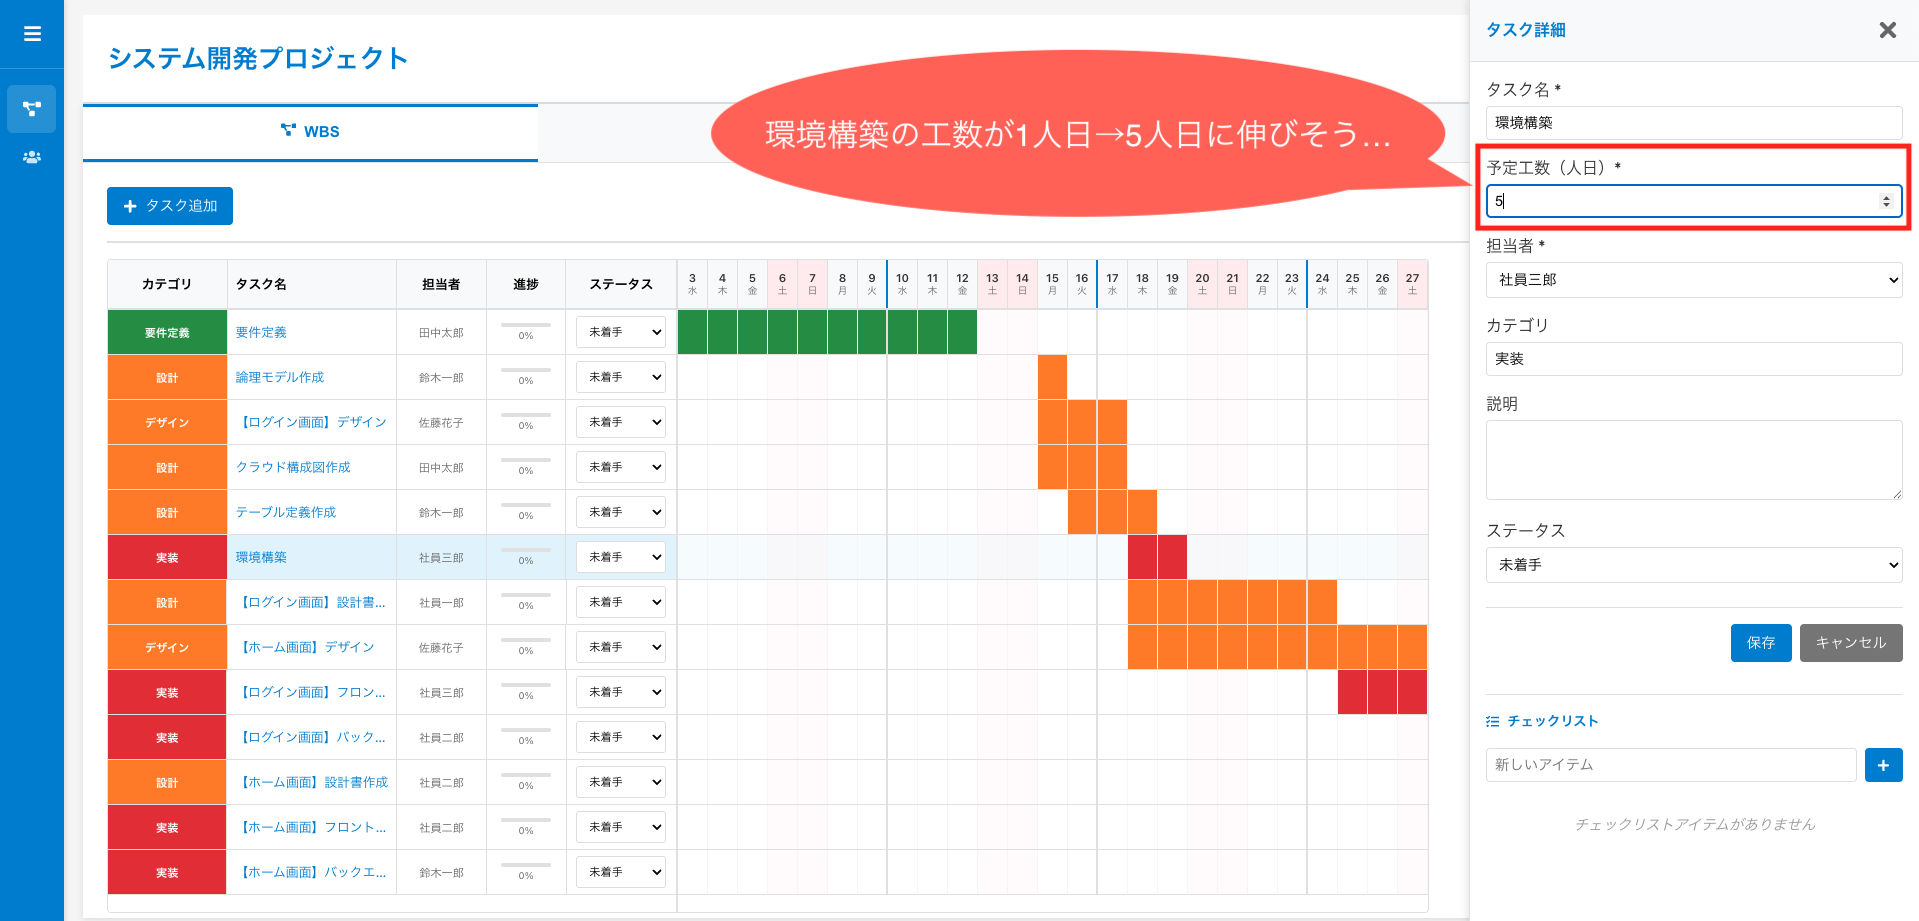 システム開発プロジェクト
WBS
環境構築の工数が1人日→5人日に伸びそう...
タスク追加
カテゴリ タスク名 担当者 進捗 ステータス 3 4 5 6 7 8 9 10 11 12 13 14 15 16 17 18 19 20 21 22 23 24 25 26 27
水 木 金 土 日 月 火 水 木 金 土 日 月 火 水 木 金 土 日 月 火 水 木 金 土
要件定義 要件定義 田中太郎 0% 未着手
設計 論理モデル作成 鈴木一郎 0% 未着手
デザイン 【ログイン画面】デザイン 佐藤花子 0% 未着手
設計 クラウド構成図作成 田中太郎 0% 未着手
設計 テーブル定義作成 鈴木一郎 0% 未着手
実装 環境構築 社員三郎 0% 未着手
設計 【ログイン画面】設計書... 社員一郎 0% 未着手
デザイン 【ホーム画面】デザイン 佐藤花子 0% 未着手
実装 【ログイン画面】フロン... 社員三郎 0% 未着手
実装 【ログイン画面】バック... 社員二郎 0% 未着手
設計 【ホーム画面】設計書作成 社員二郎 0% 未着手
実装 【ホーム画面】フロント... 社員二郎 0% 未着手
実装 【ホーム画面】バックエ... 鈴木一郎 0% 未着手
タスク詳細
タスク名 *
環境構築
予定工数（人日）*
5
担当者 *
社員三郎
カテゴリ
実装
説明
ステータス
未着手
保存 キャンセル
チェックリスト
新しいアイテム
チェックリストアイテムがありません